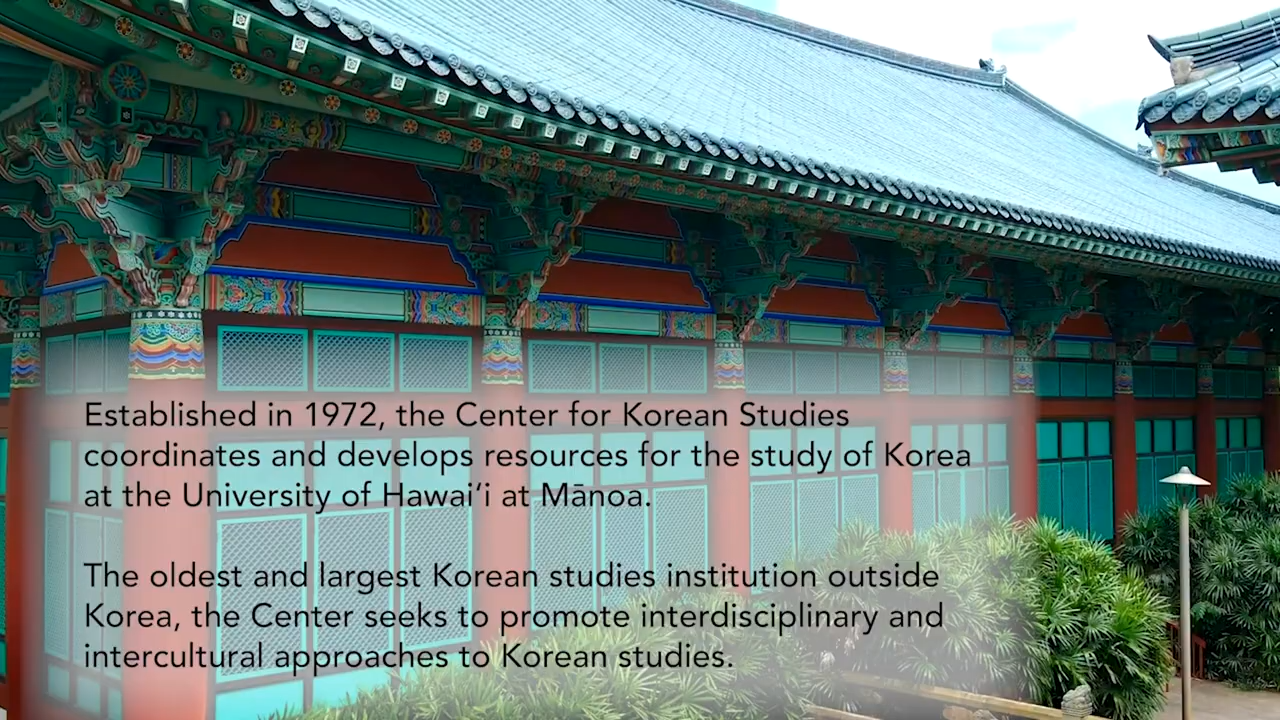 Established in 1972, the Center for Korean Studies
coordinates and develops resources for the study of Korea
at the University of Hawaiʻi at Mānoa.
The oldest and largest Korean studies institution outside
Korea, the Center seeks to promote interdisciplinary and
intercultural approaches to Korean studies.